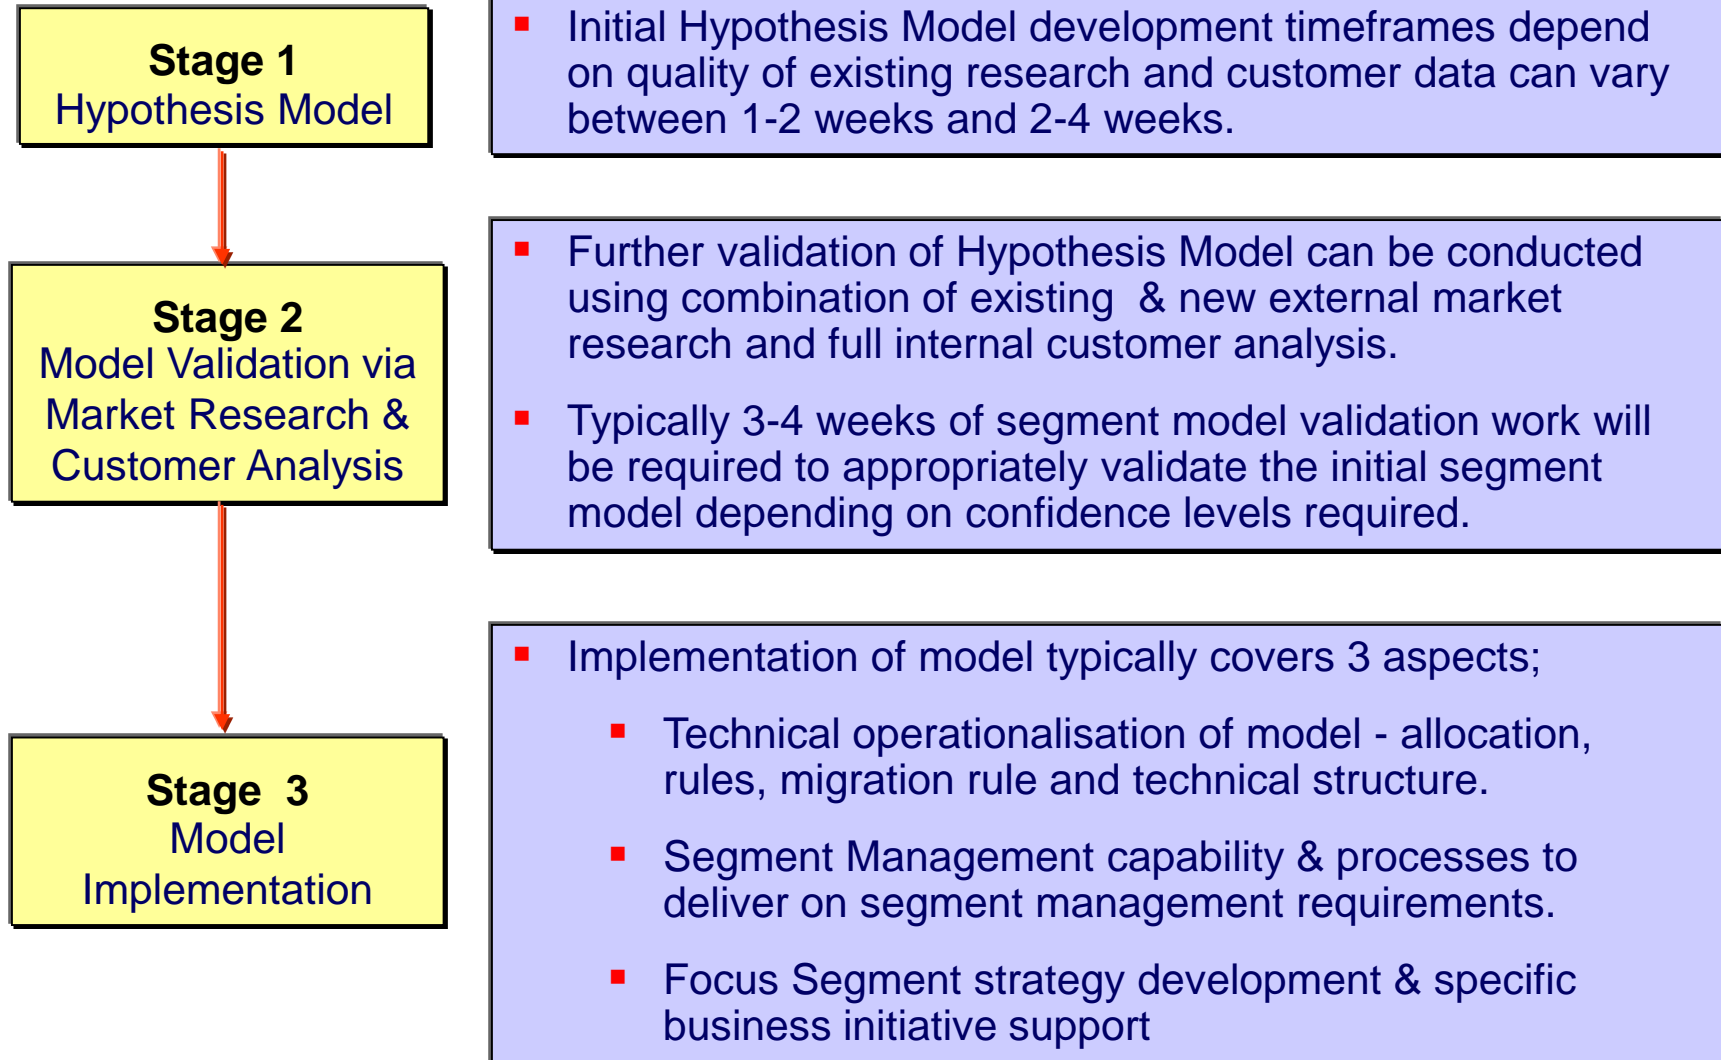 Stage 1
Hypothesis Model
Initial Hypothesis Model development timeframes depend
on quality of existing research and customer data can vary
between 1-2 weeks and 2-4 weeks.
Stage 2
Model Validation via
Market Research &
Customer Analysis
Further validation of Hypothesis Model can be conducted
using combination of existing  & new external market
research and full internal customer analysis.
Typically 3-4 weeks of segment model validation work will
be required to appropriately validate the initial segment
model depending on confidence levels required.
Stage  3
Model
Implementation
Implementation of model typically covers 3 aspects;
Technical operationalisation of model - allocation,
rules, migration rule and technical structure.
Segment Management capability & processes to
deliver on segment management requirements.
Focus Segment strategy development & specific
business initiative support